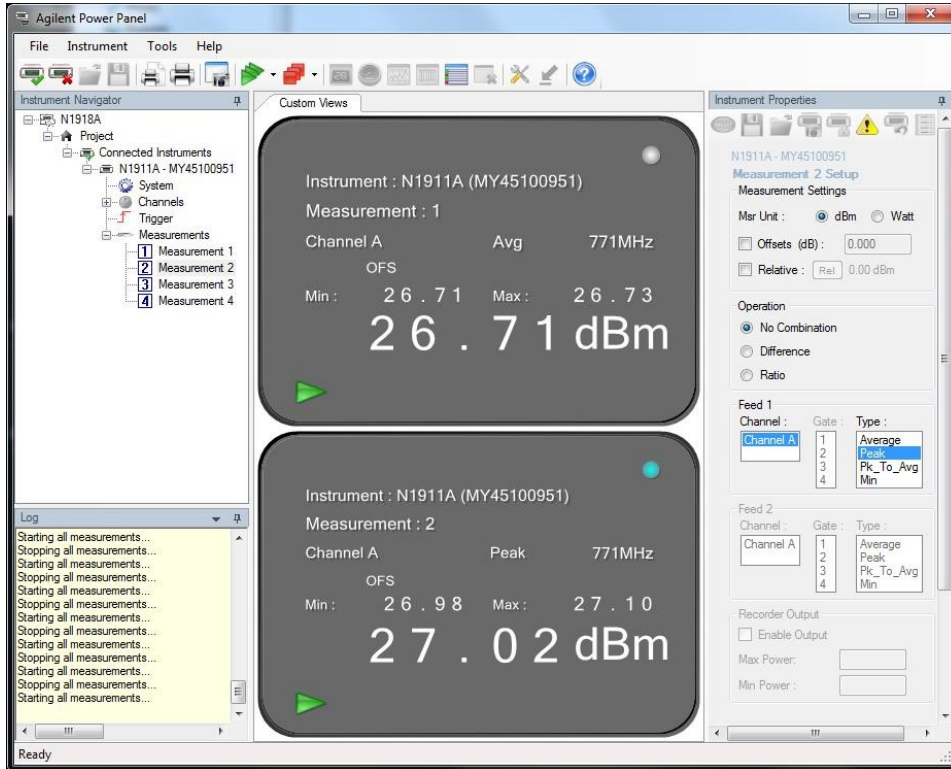 Agilent Power Panel
File Instrument Tools Help
Instrument Navigator
N1918A
Project
Connected Instruments
N1911A - MY45100951
System
Channels
Trigger
Measurements
1 Measurement 1
2 Measurement 2
3 Measurement 3
4 Measurement 4
Log
Starting all measurements...
Stopping all measurements...
Starting all measurements...
Stopping all measurements...
Starting all measurements...
Stopping all measurements...
Starting all measurements...
Stopping all measurements...
Starting all measurements...
Stopping all measurements...
Starting all measurements...
Stopping all measurements...
Starting all measurements...
Custom Views
Instrument : N1911A (MY45100951)
Measurement : 1
Channel A Avg 771MHz
OFS
Min : 26.71 Max : 26.73
26.71 dBm
Instrument : N1911A (MY45100951)
Measurement : 2
Channel A Peak 771MHz
OFS
Min : 26.98 Max : 27.10
27.02 dBm
Instrument Properties
N1911A - MY45100951
Measurement 2 Setup
Measurement Settings
Msr Unit : dBm Watt
Offsets (dB) : 0.000
Relative : Rel 0.00 dBm
Operation
No Combination
Difference
Ratio
Feed 1
Channel : Gate : Type :
Channel A 1 Average
2 Peak
3 Pk_To_Avg
4 Min
Feed 2
Channel : Gate : Type :
Channel A 1 Average
2 Peak
3 Pk_To_Avg
4 Min
Recorder Output
Enable Output
Max Power:
Min Power :
Ready